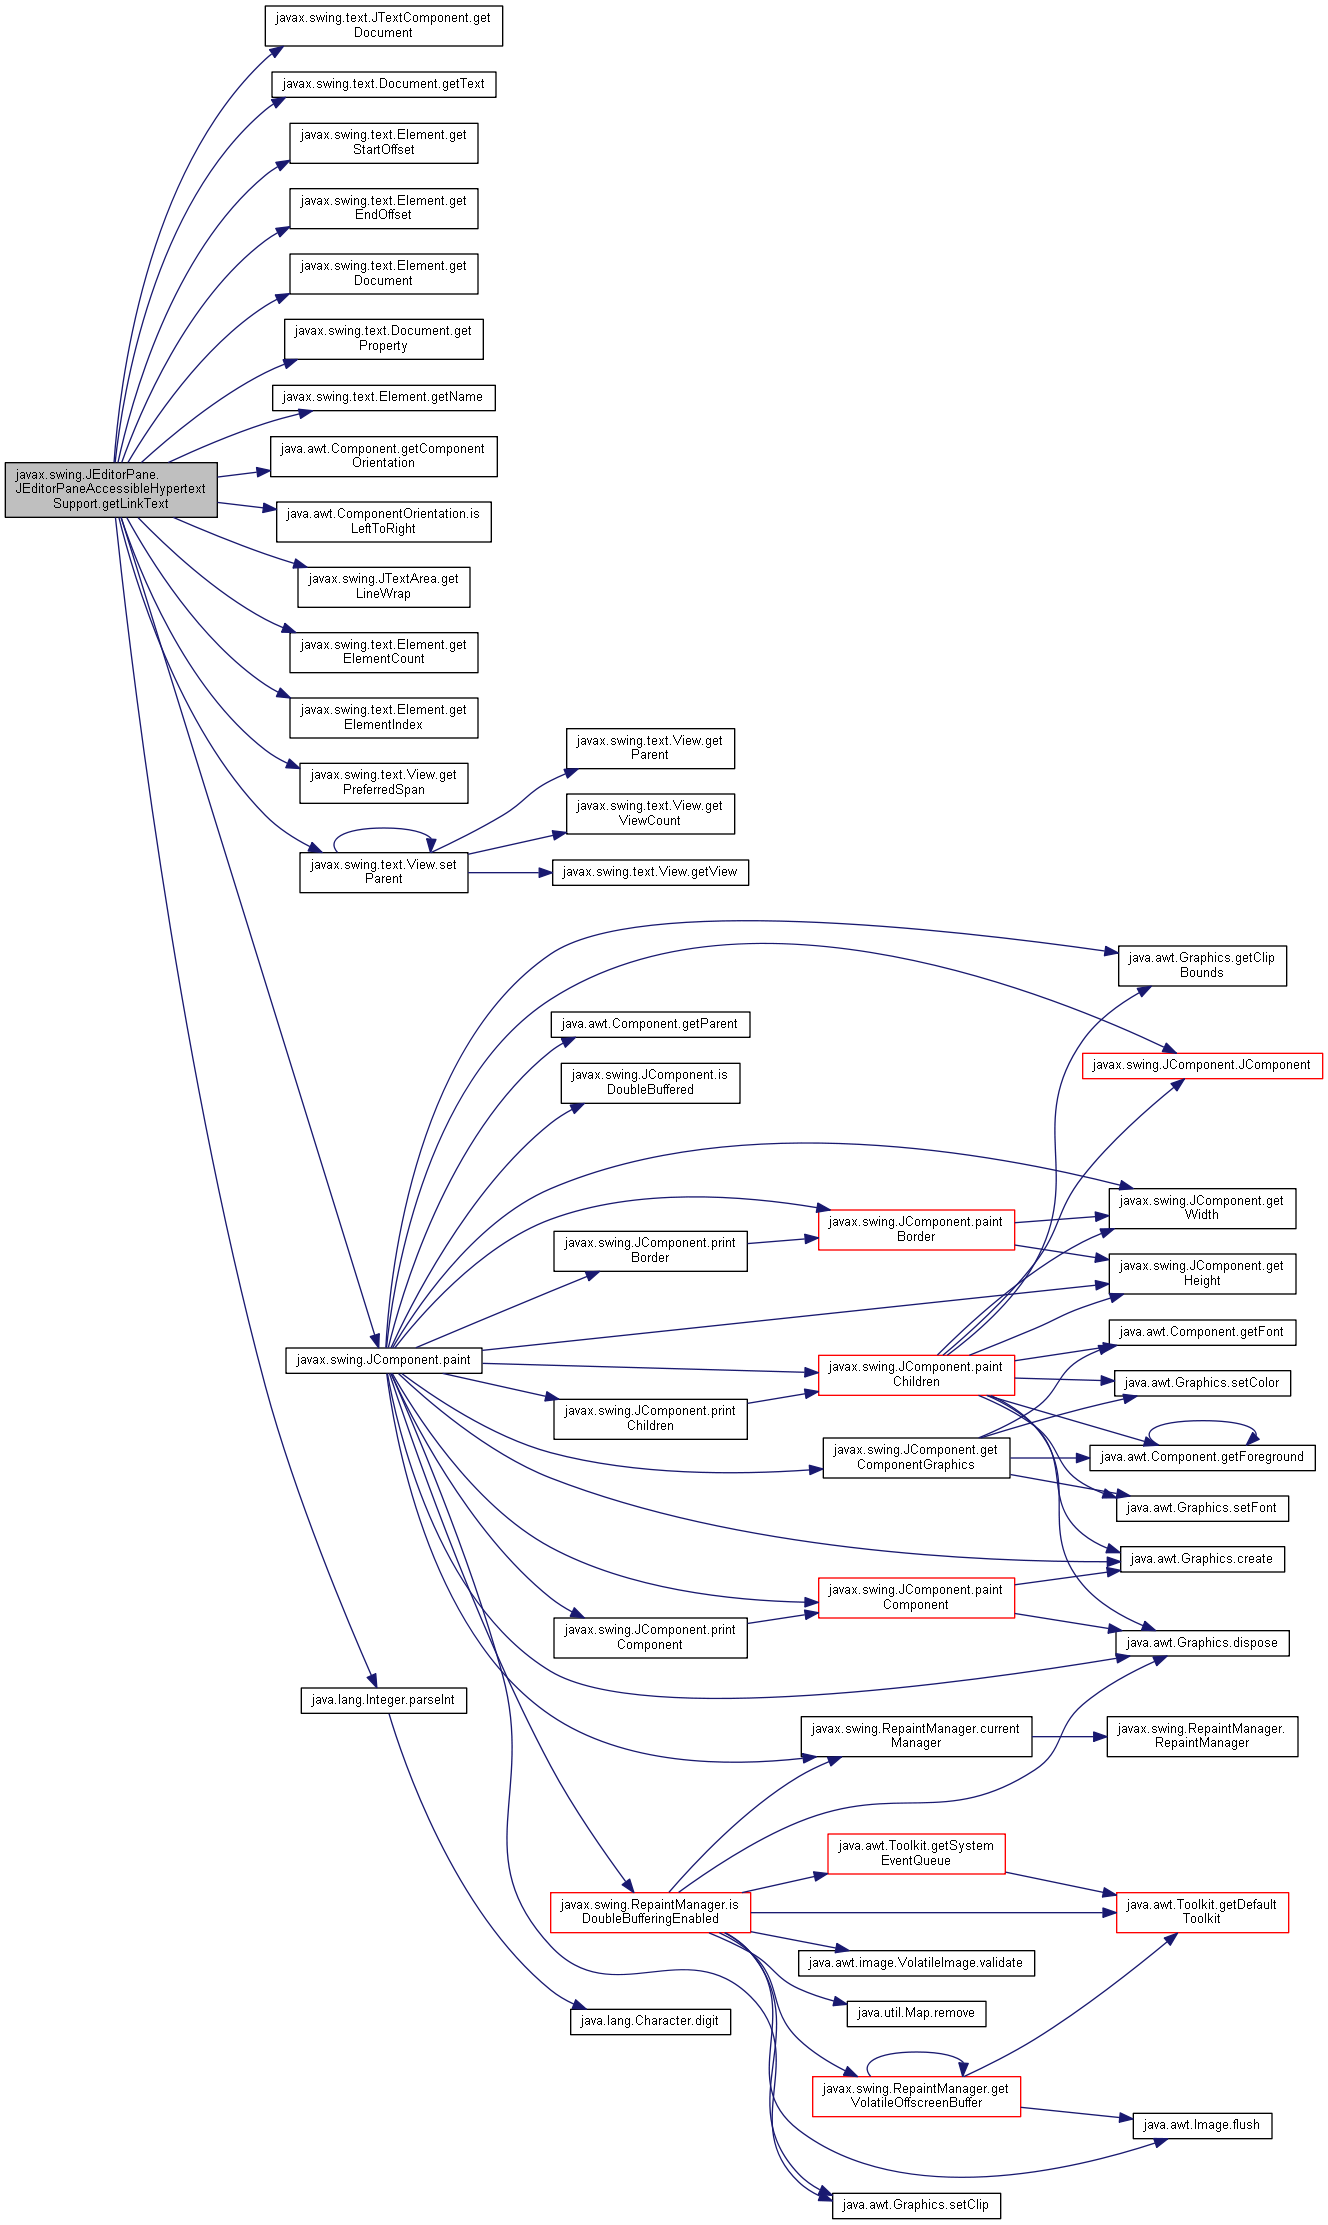 javax.swing.text.JTextComponent.get
Document
javax.swing.text.Document.getText
javax.swing.text.Element.get
StartOffset
javax.swing.text.Element.get
EndOffset
javax.swing.text.Element.get
Document
javax.swing.text.Document.get
Property
javax.swing.text.Element.getName
java.awt.Component.getComponent
Orientation
javax.swing.JEditorPane.
JEditorPaneAccessibleHypertext
Support.getLinkText
java.awt.ComponentOrientation.is
LeftToRight
javax.swing.JTextArea.get
LineWrap
javax.swing.text.Element.get
ElementCount
javax.swing.text.Element.get
ElementIndex
javax.swing.text.View.get
PreferredSpan
javax.swing.text.View.set
Parent
javax.swing.text.View.get
Parent
javax.swing.text.View.get
ViewCount
javax.swing.text.View.getView
java.awt.Graphics.getClip
Bounds
java.awt.Component.getParent
javax.swing.JComponent.JComponent
javax.swing.JComponent.is
DoubleBuffered
javax.swing.JComponent.get
Width
javax.swing.JComponent.paint
Border
javax.swing.JComponent.print
Border
javax.swing.JComponent.get
Height
java.awt.Component.getFont
javax.swing.JComponent.paint
javax.swing.JComponent.paint
Children
java.awt.Graphics.setColor
javax.swing.JComponent.print
Children
javax.swing.JComponent.get
ComponentGraphics
java.awt.Component.getForeground
java.awt.Graphics.setFont
java.awt.Graphics.create
javax.swing.JComponent.paint
Component
javax.swing.JComponent.print
Component
java.awt.Graphics.dispose
java.lang.Integer.parseInt
javax.swing.RepaintManager.current
Manager
javax.swing.RepaintManager.
RepaintManager
java.awt.Toolkit.getSystem
EventQueue
javax.swing.RepaintManager.is
DoubleBufferingEnabled
java.awt.Toolkit.getDefault
Toolkit
java.awt.image.VolatileImage.validate
java.util.Map.remove
java.lang.Character.digit
javax.swing.RepaintManager.get
VolatileOffscreenBuffer
java.awt.Image.flush
java.awt.Graphics.setClip